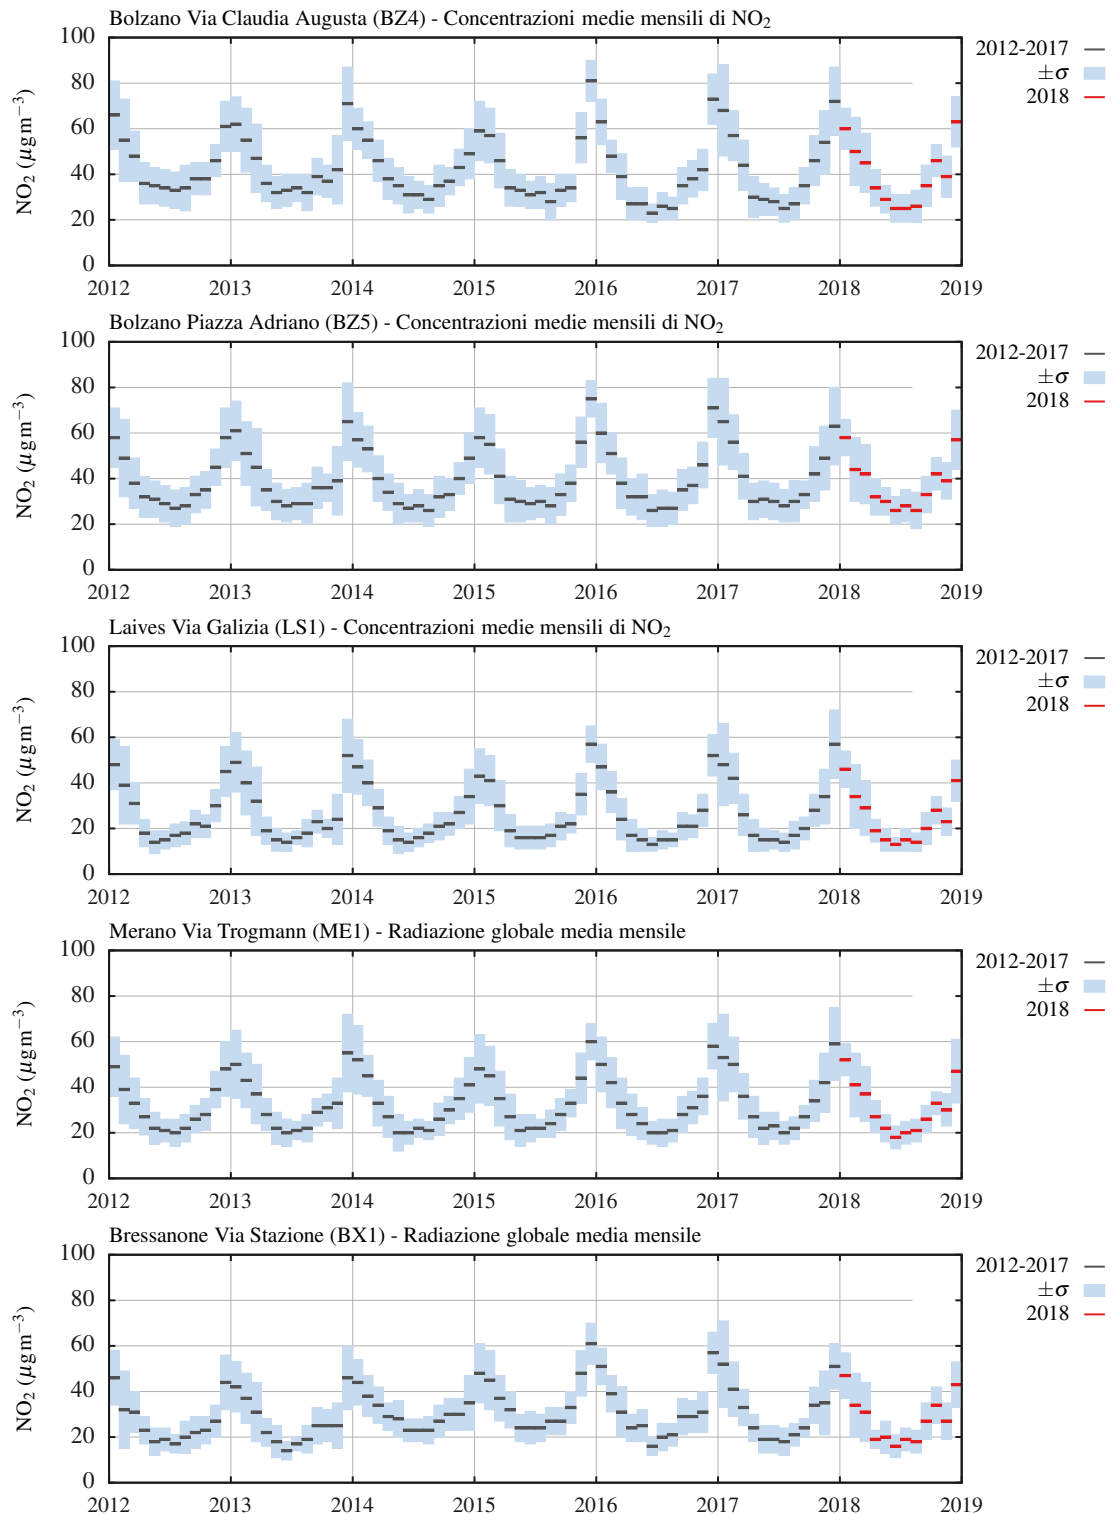 Bolzano Via Claudia Augusta (BZ4) - Concentrazioni medie mensili di NO₂
100
80
60
40
20
0
NO₂ (µgm⁻³)
2012 2013 2014 2015 2016 2017 2018 2019
2012-2017
±σ
2018
Bolzano Piazza Adriano (BZ5) - Concentrazioni medie mensili di NO₂
100
80
60
40
20
0
NO₂ (µgm⁻³)
2012 2013 2014 2015 2016 2017 2018 2019
2012-2017
±σ
2018
Laives Via Galizia (LS1) - Concentrazioni medie mensili di NO₂
100
80
60
40
20
0
NO₂ (µgm⁻³)
2012 2013 2014 2015 2016 2017 2018 2019
2012-2017
±σ
2018
Merano Via Trogmann (ME1) - Radiazione globale media mensile
100
80
60
40
20
0
NO₂ (µgm⁻³)
2012 2013 2014 2015 2016 2017 2018 2019
2012-2017
±σ
2018
Bressanone Via Stazione (BX1) - Radiazione globale media mensile
100
80
60
40
20
0
NO₂ (µgm⁻³)
2012 2013 2014 2015 2016 2017 2018 2019
2012-2017
±σ
2018